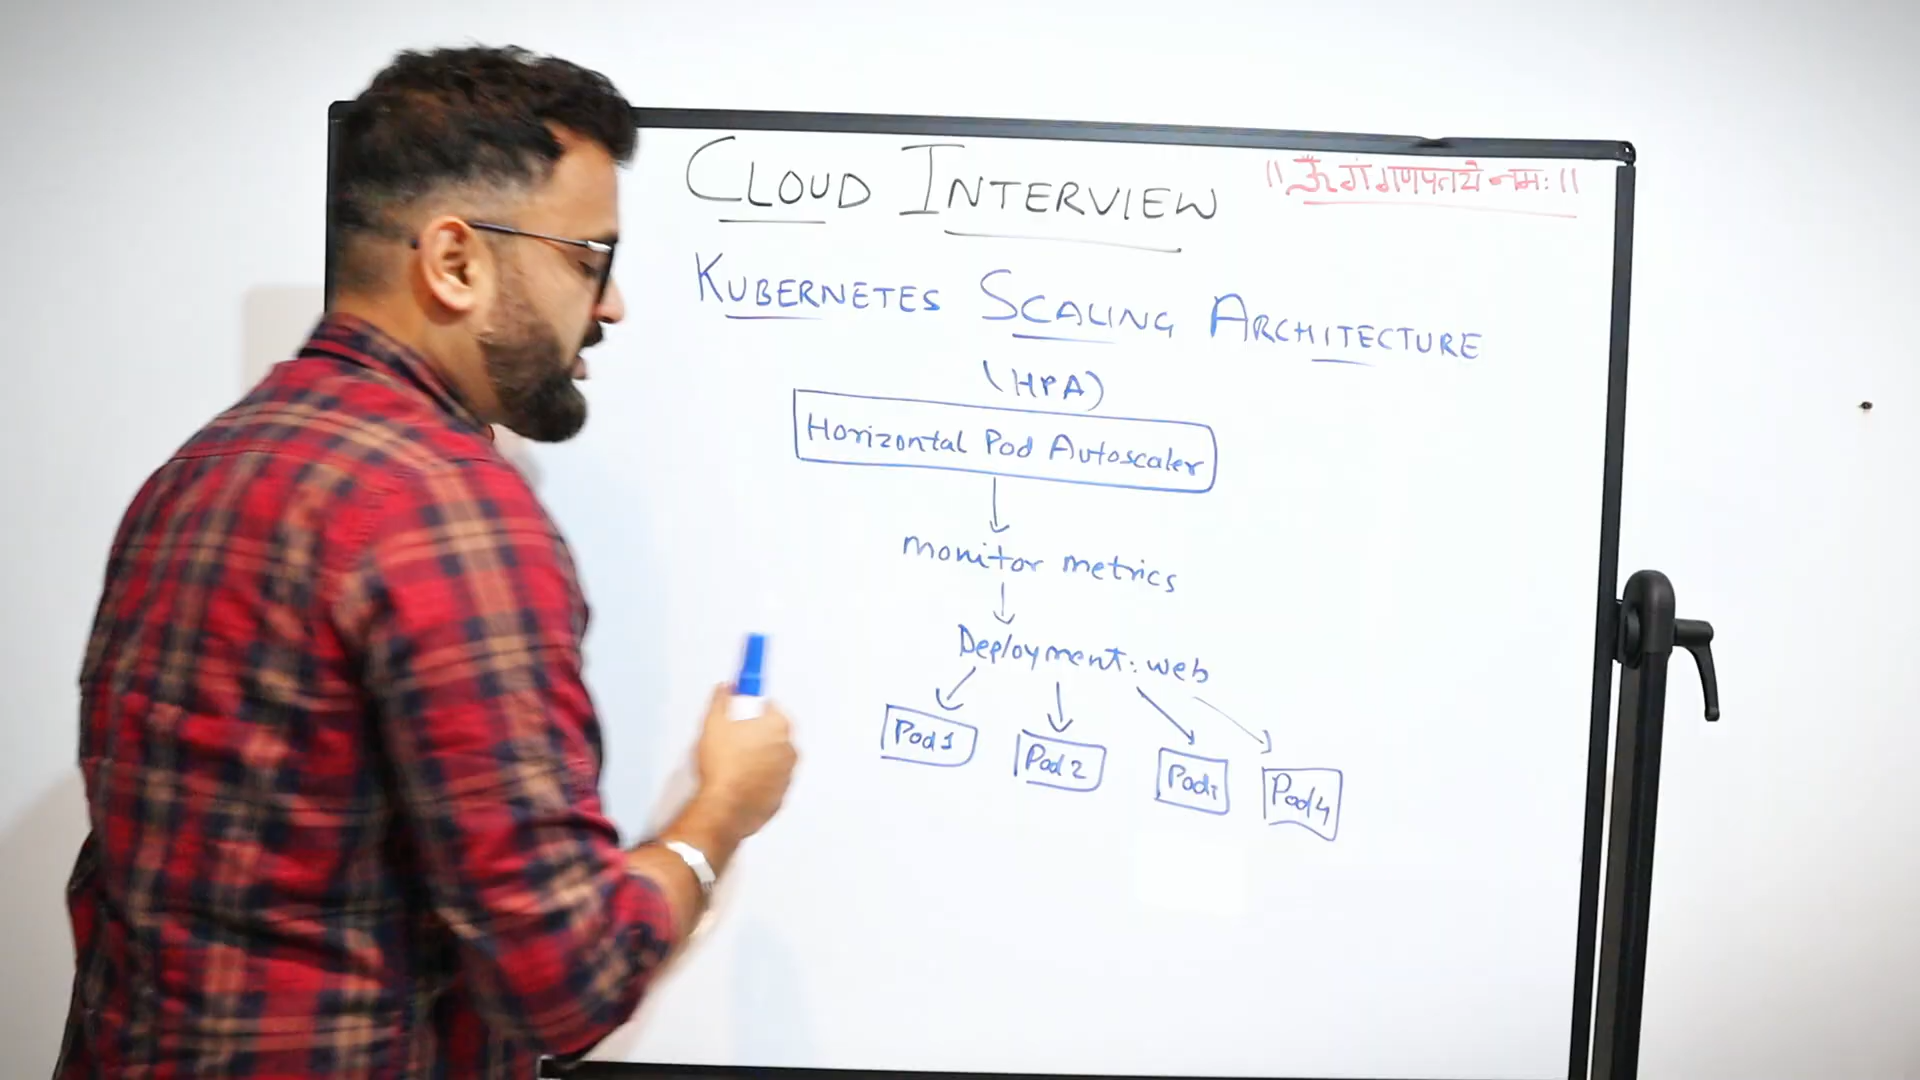 CLOUD INTERVIEW
।। ॐ गं गणपतये नमः ।।
KUBERNETES SCALING ARCHITECTURE
(HPA)
Horizontal Pod Autoscaler
monitor metrics
Deployment: web
Pod 1
Pod 2
Pod
Pod 4